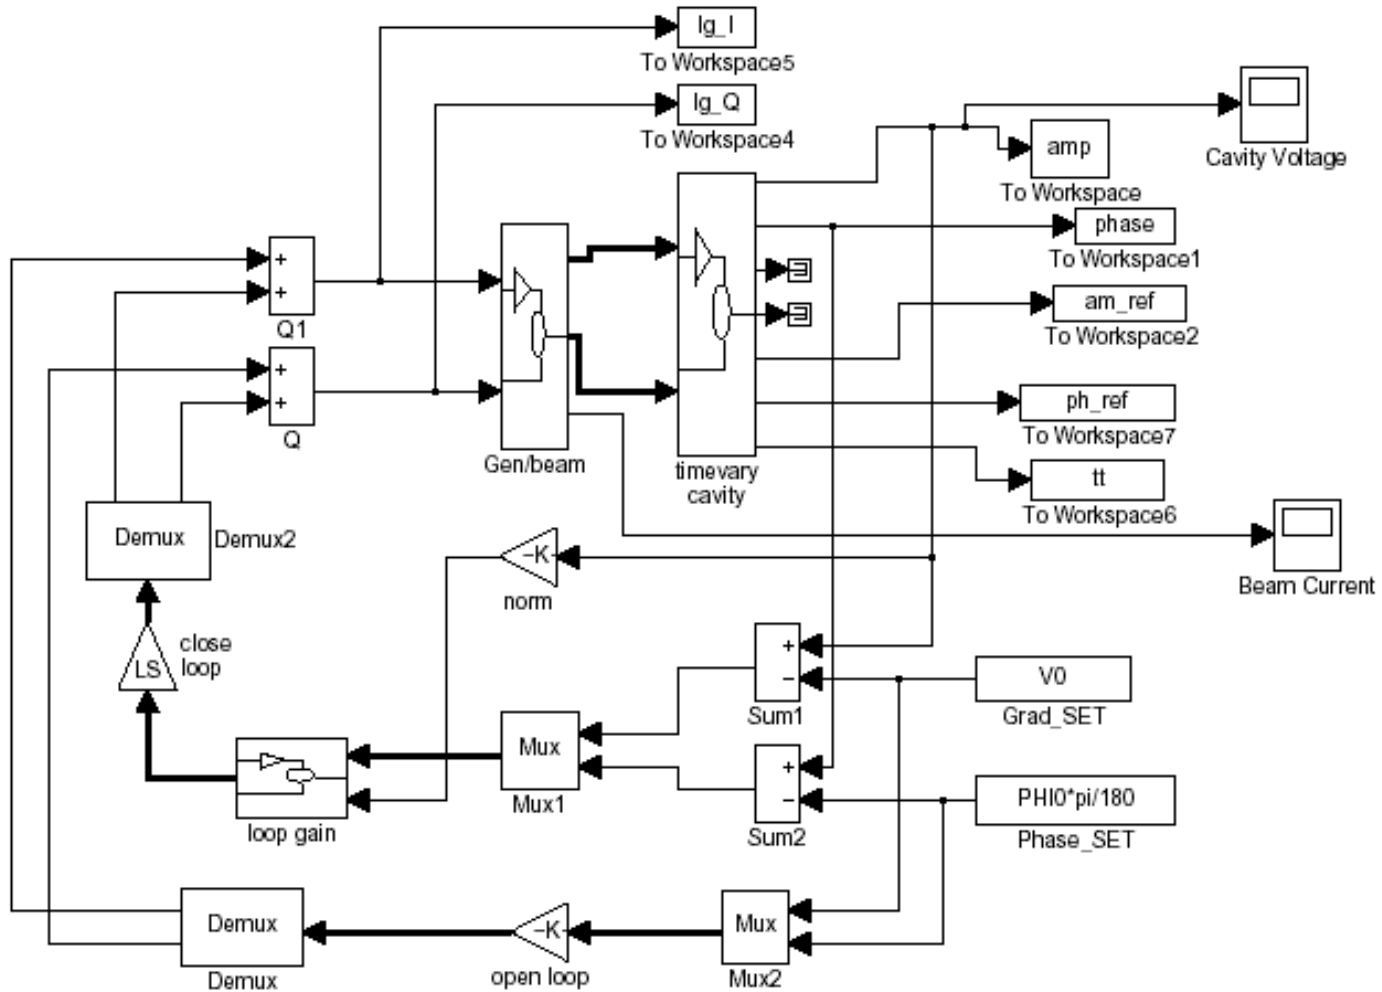 Ig_I
To Workspace5
Ig_Q
To Workspace4
Cavity Voltage
amp
To Workspace
phase
To Workspace1
+
+
Q1
am_ref
To Workspace2
+
+
Q
ph_ref
To Workspace7
Gen/beam
timevary
cavity
tt
To Workspace6
Demux
Demux2
-K-
norm
Beam Current
close
loop
LS
+
-
Sum1
V0
Grad_SET
Mux
Mux1
+
-
Sum2
PHI0*pi/180
Phase_SET
loop gain
Demux
Demux
-K-
open loop
Mux
Mux2